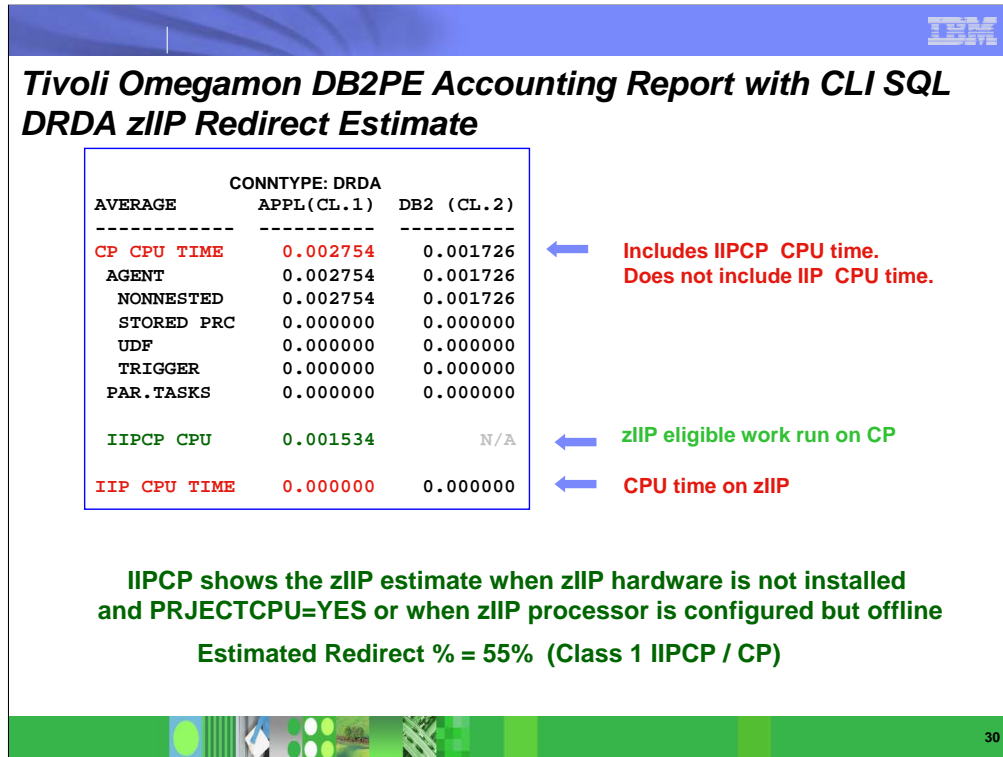 IBM
Tivoli Omegamon DB2PE Accounting Report with CLI SQL
DRDA zIIP Redirect Estimate
CONNTYPE: DRDA
AVERAGE APPL(CL.1) DB2 (CL.2)
------------ ---------- ----------
CP CPU TIME 0.002754 0.001726
AGENT 0.002754 0.001726
NONNESTED 0.002754 0.001726
STORED PRC 0.000000 0.000000
UDF 0.000000 0.000000
TRIGGER 0.000000 0.000000
PAR.TASKS 0.000000 0.000000
IIPCP CPU 0.001534 N/A
IIP CPU TIME 0.000000 0.000000
Includes IIPCP CPU time.
Does not include IIP CPU time.
zIIP eligible work run on CP
CPU time on zIIP
IIPCP shows the zIIP estimate when zIIP hardware is not installed
and PRJECTCPU=YES or when zIIP processor is configured but offline
Estimated Redirect % = 55% (Class 1 IIPCP / CP)
30